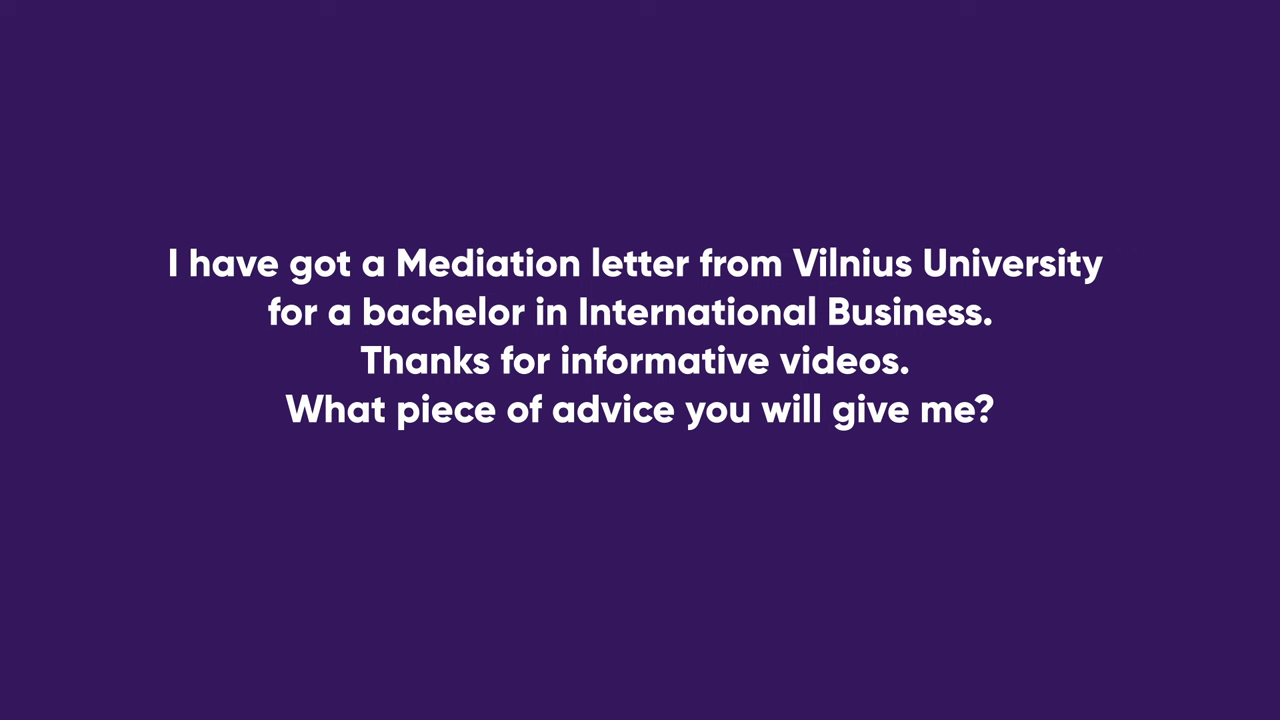 I have got a Mediation letter from Vilnius University
for a bachelor in International Business.
Thanks for informative videos.
What piece of advice you will give me?